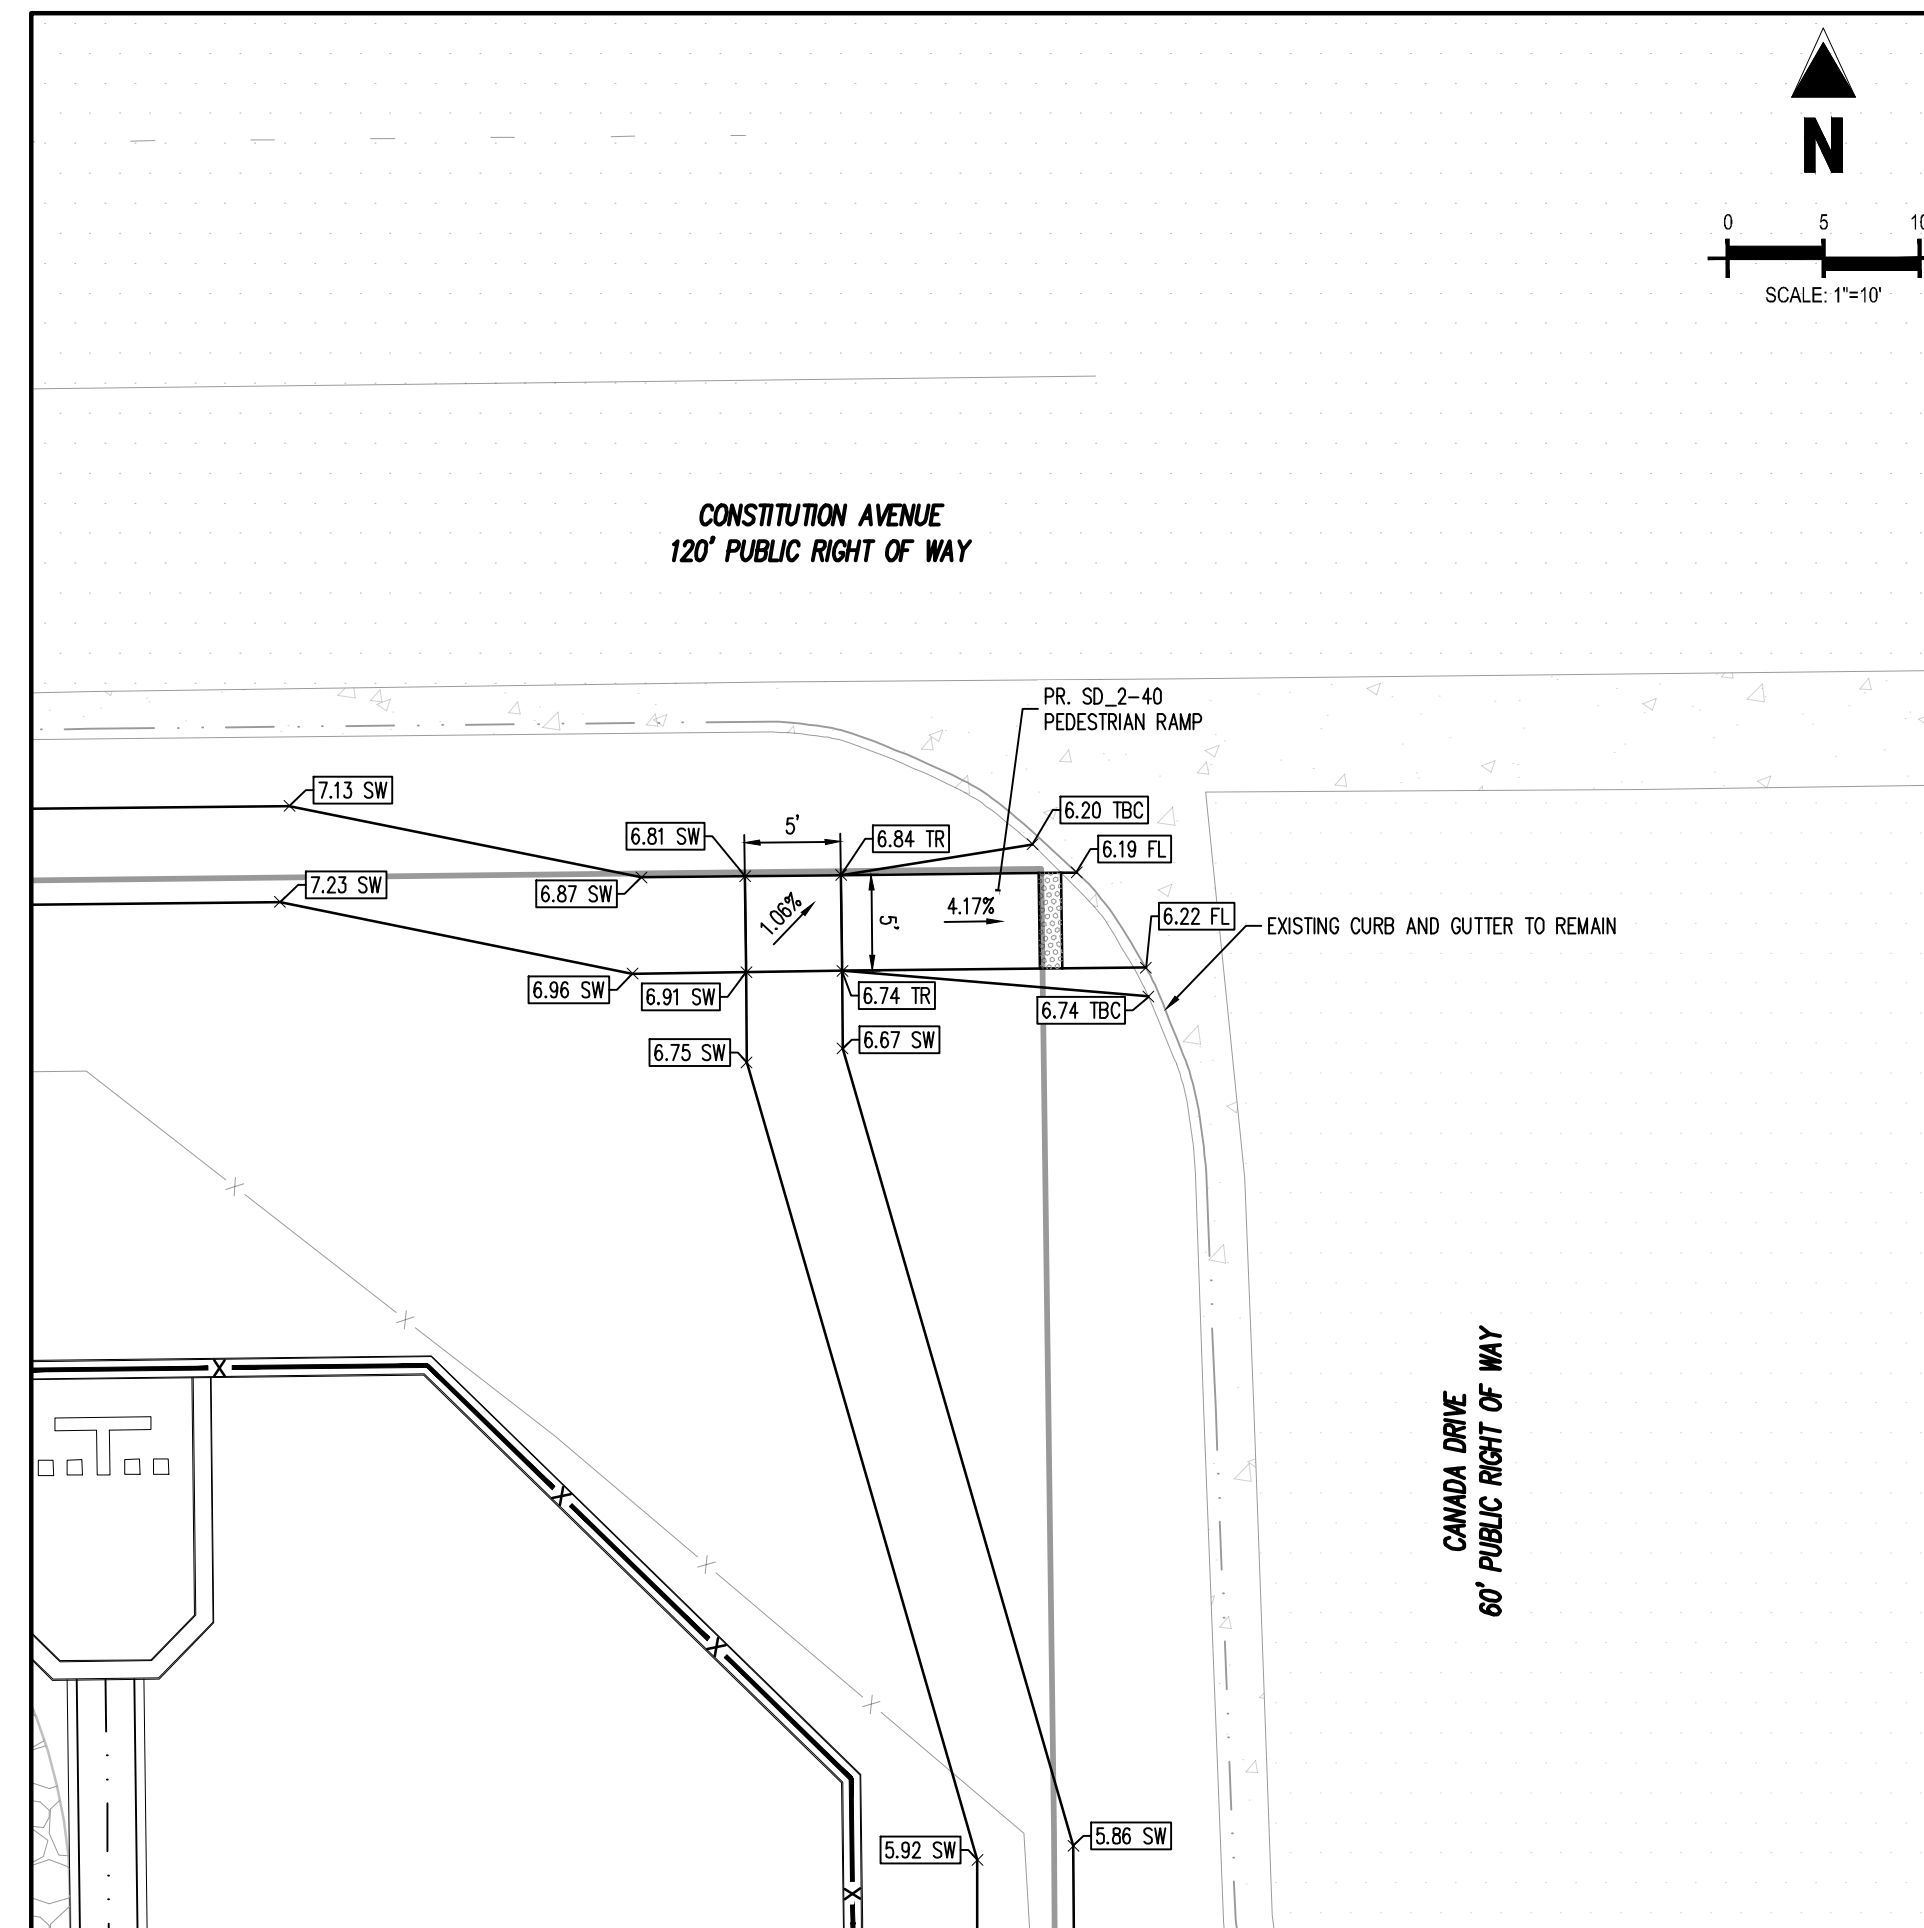 N
0 5
SCALE: 1"=10'
CONSTITUTION AVENUE
120' PUBLIC RIGHT OF WAY
PR. SD_2-40
PEDESTRIAN RAMP
7.13 SW
6.20 TBC
5'
6.81 SW
6.84 TR
6.19 FL
7.23 SW
6.87 SW
1.06%
5'
4.17%
6.22 FL
EXISTING CURB AND GUTTER TO REMAIN
6.96 SW
6.91 SW
6.74 TR
6.74 TBC
6.75 SW
6.67 SW
CANADA DRIVE
60' PUBLIC RIGHT OF WAY
5.92 SW
5.86 SW